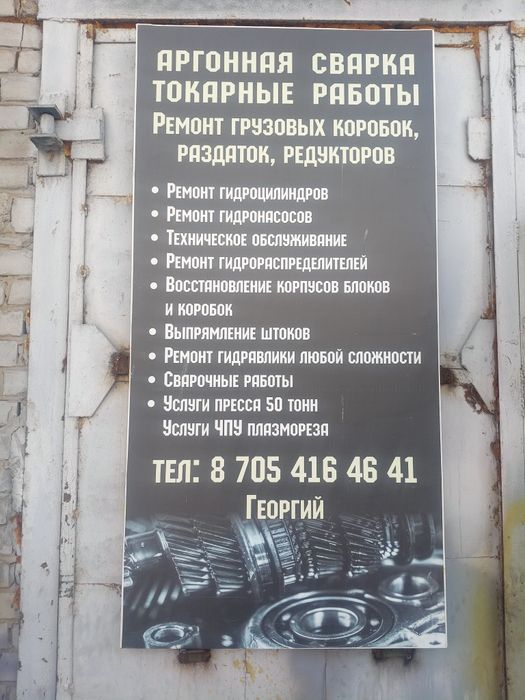 Аргонная сварка
Токарные работы
Ремонт грузовых коробок,
раздаток, редукторов
• Ремонт гидроцилиндров
• Ремонт гидронасосов
• Техническое обслуживание
• Ремонт гидрораспределителей
• Восстановление корпусов блоков
и коробок
• Выпрямление штоков
• Ремонт гидравлики любой сложности
• Сварочные работы
• Услуги пресса 50 тонн
Услуги ЧПУ плазмореза
тел: 8 705 416 46 41
Георгий